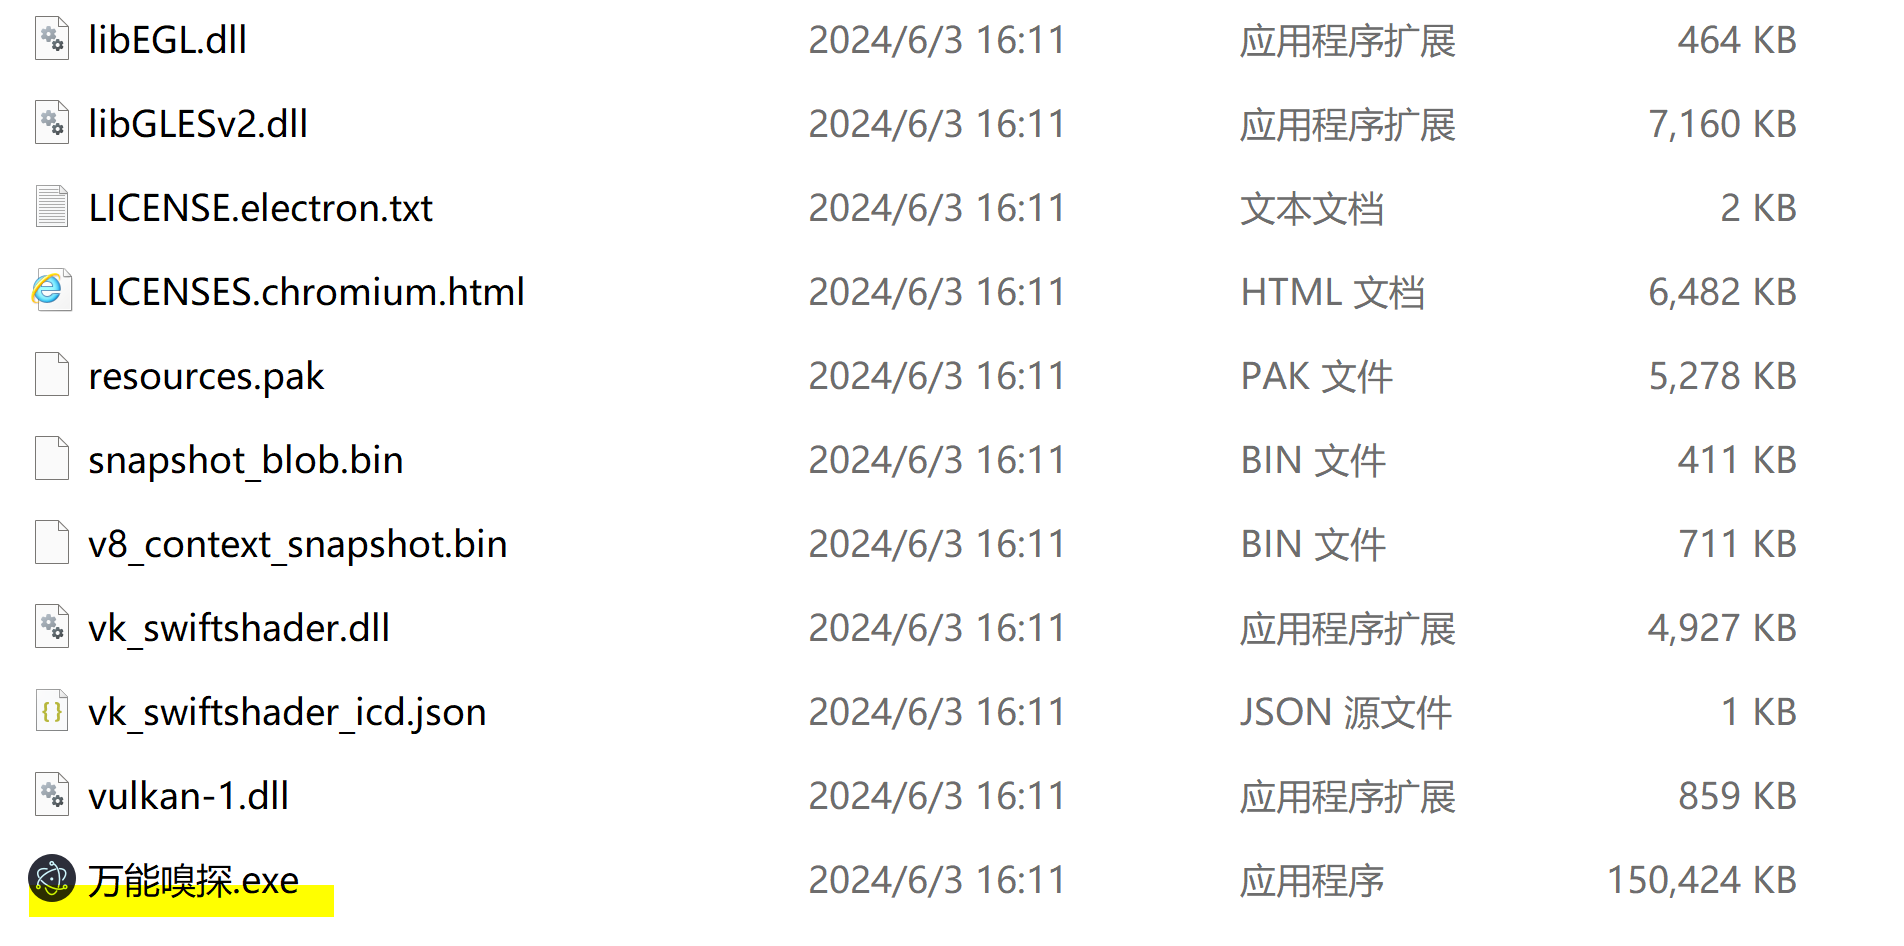 libEGL.dll 2024/6/3 16:11 应用程序扩展 464 KB
libGLESv2.dll 2024/6/3 16:11 应用程序扩展 7,160 KB
LICENSE.electron.txt 2024/6/3 16:11 文本文档 2 KB
LICENSES.chromium.html 2024/6/3 16:11 HTML 文档 6,482 KB
resources.pak 2024/6/3 16:11 PAK 文件 5,278 KB
snapshot_blob.bin 2024/6/3 16:11 BIN 文件 411 KB
v8_context_snapshot.bin 2024/6/3 16:11 BIN 文件 711 KB
vk_swiftshader.dll 2024/6/3 16:11 应用程序扩展 4,927 KB
vk_swiftshader_icd.json 2024/6/3 16:11 JSON 源文件 1 KB
vulkan-1.dll 2024/6/3 16:11 应用程序扩展 859 KB
万能嗅探.exe 2024/6/3 16:11 应用程序 150,424 KB